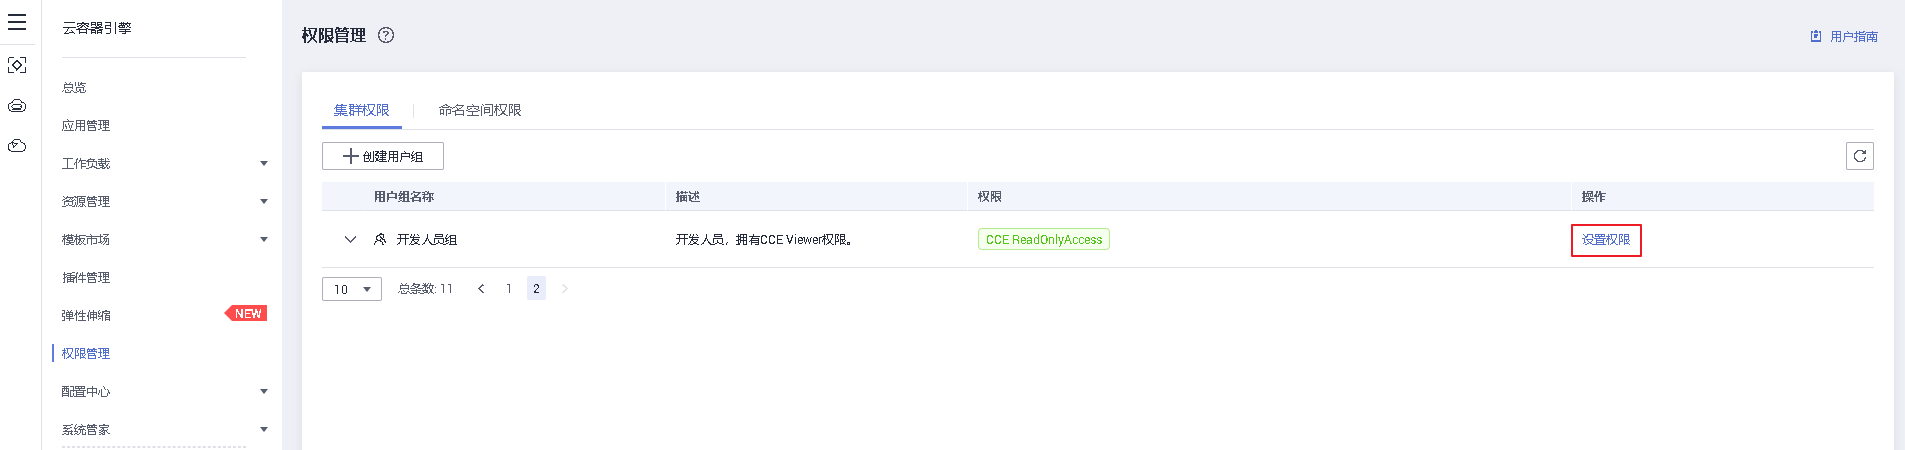 云容器引擎
总览
应用管理
工作负载
资源管理
模板市场
插件管理
弹性伸缩 NEW
权限管理
配置中心
系统管家
权限管理 ?
用户指南
集群权限 命名空间权限
创建用户组
用户组名称 描述 权限 操作
开发人员组 开发人员，拥有CCE Viewer权限。 CCE ReadOnlyAccess 设置权限
10 总条数: 11 < 1 2 >